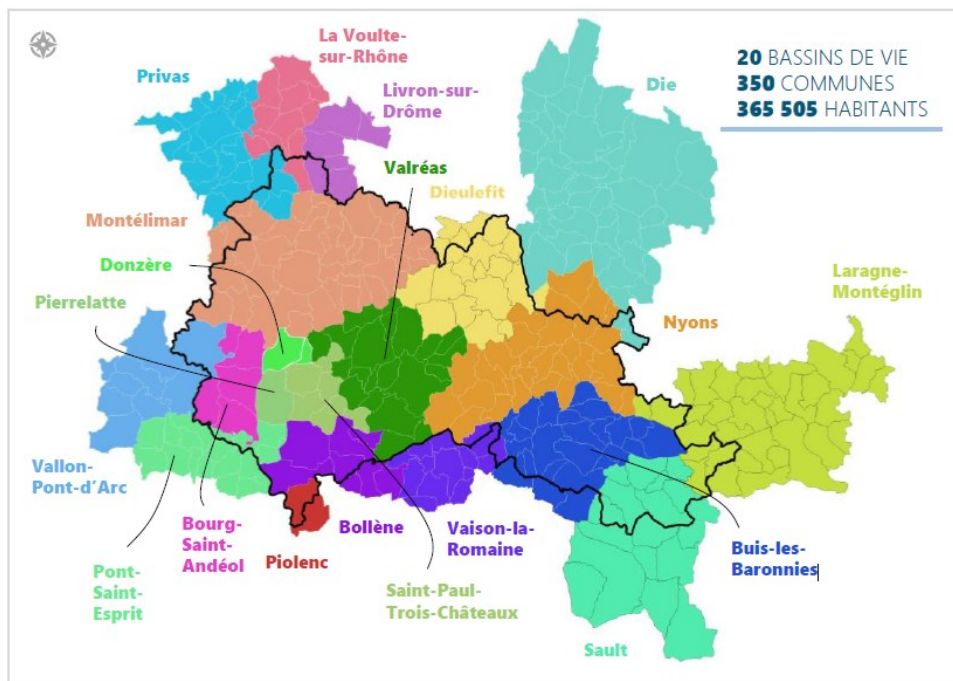 La Voulte-
sur-Rhône
Privas
Livron-sur-
Drôme
Die
20 BASSINS DE VIE
350 COMMUNES
365 505 HABITANTS
Valréas
Dieulefit
Montélimar
Donzère
Pierrelatte
Laragne-
Montéglin
Nyons
Vallon-
Pont-d'Arc
Bourg-
Saint-
Andéol
Pont-
Saint-
Esprit
Piolenc
Bollène
Vaison-la-
Romaine
Saint-Paul-
Trois-Châteaux
Buis-les-
Baronnies
Sault